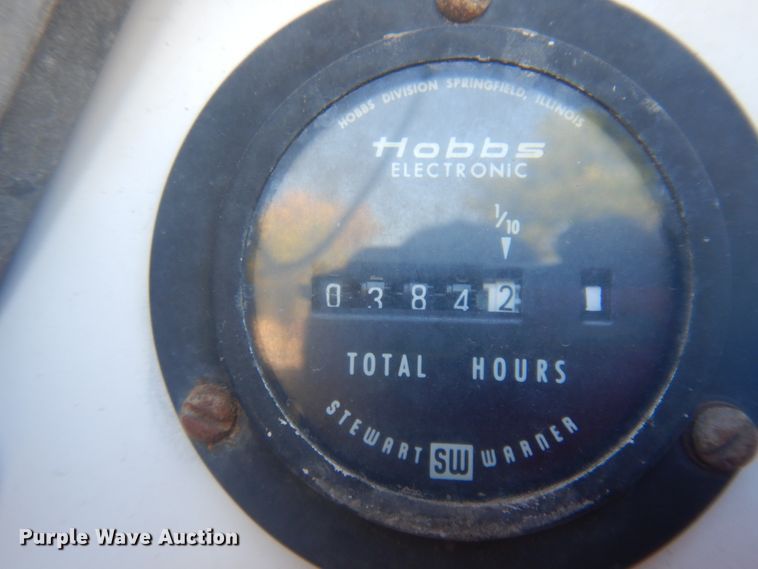 HOBBS DIVISION SPRINGFIELD, ILLINOIS
Hobbs
ELECTRONIC
1/10
0 3 8 4 2
TOTAL HOURS
STEWART SW WARNER
Purple Wave Auction